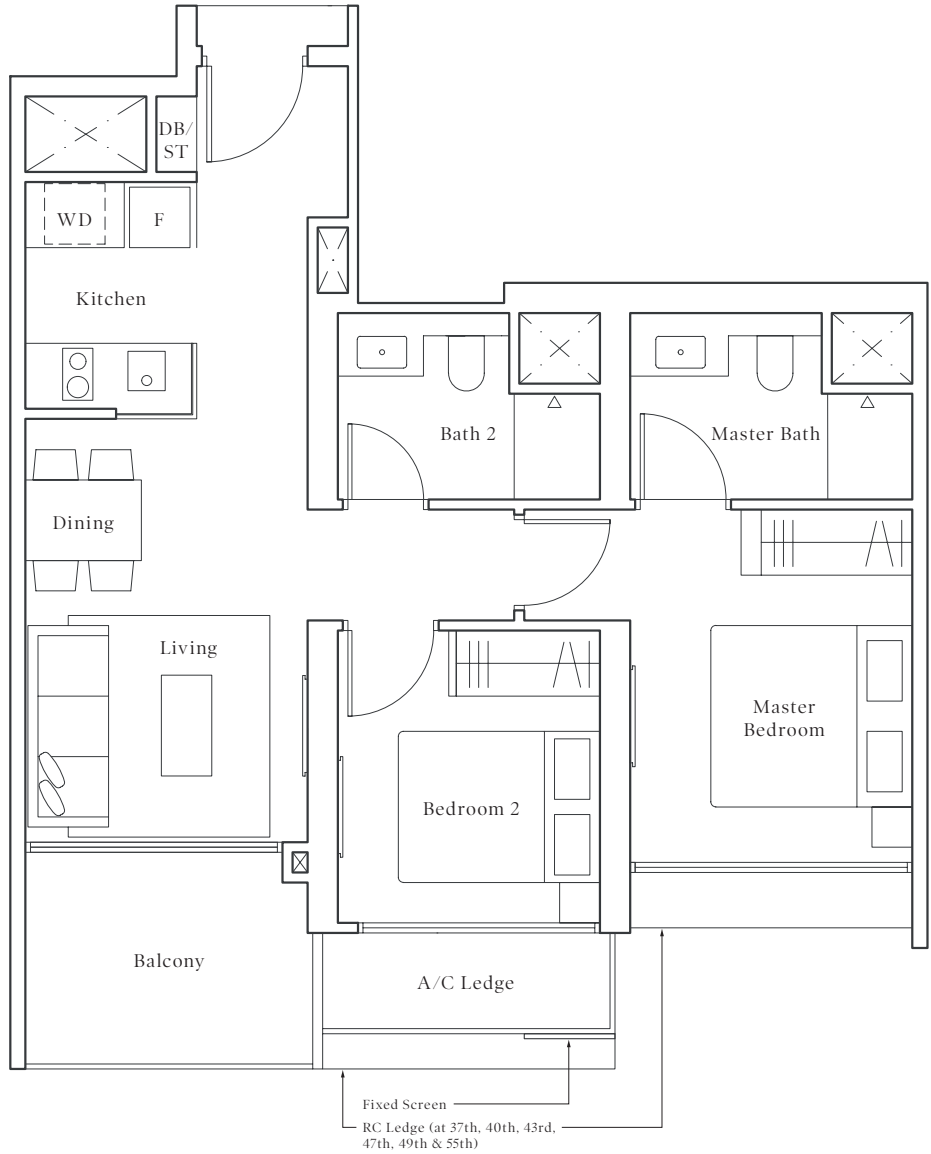 DB/
ST
WD
F
Kitchen
Bath 2
Master Bath
Dining
Living
Master
Bedroom
Bedroom 2
Balcony
A/C Ledge
Fixed Screen
RC Ledge (at 37th, 40th, 43rd,
47th, 49th & 55th)